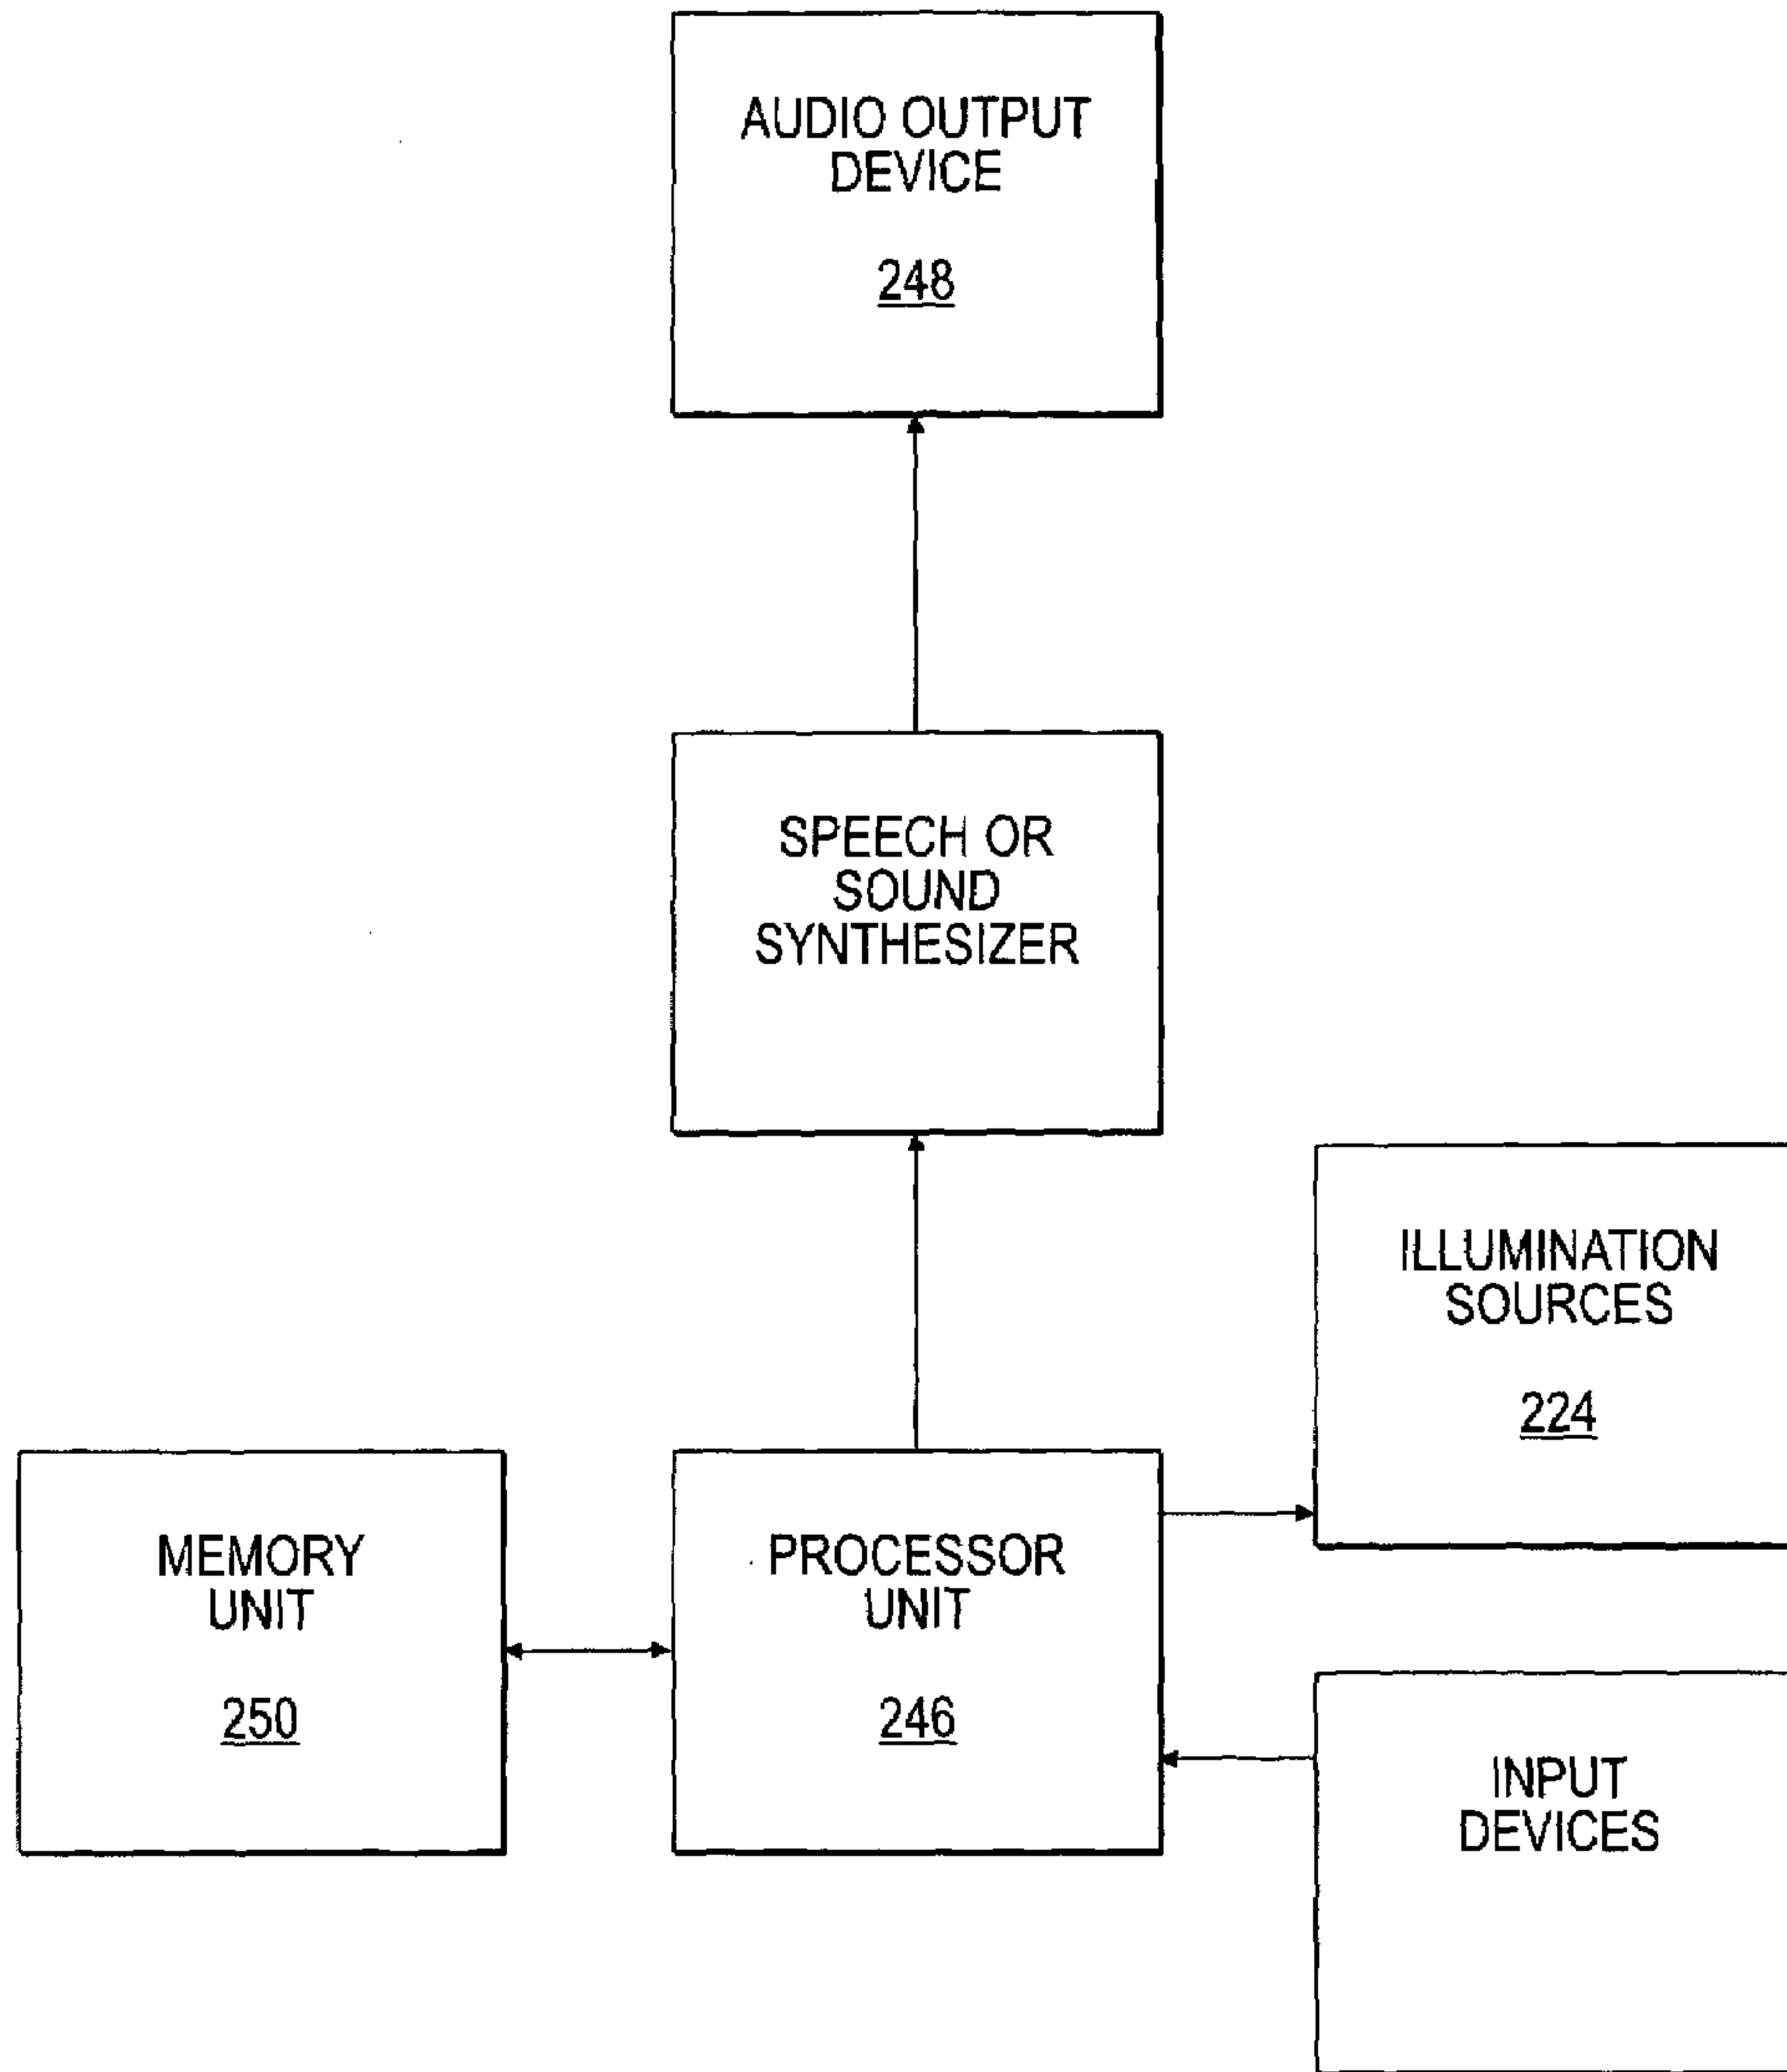 AUDIO OUTPUT
DEVICE
248
SPEECH OR
SOUND
SYNTHESIZER
ILLUMINATION
SOURCES
224
MEMORY
UNIT
250
PROCESSOR
UNIT
246
INPUT
DEVICES